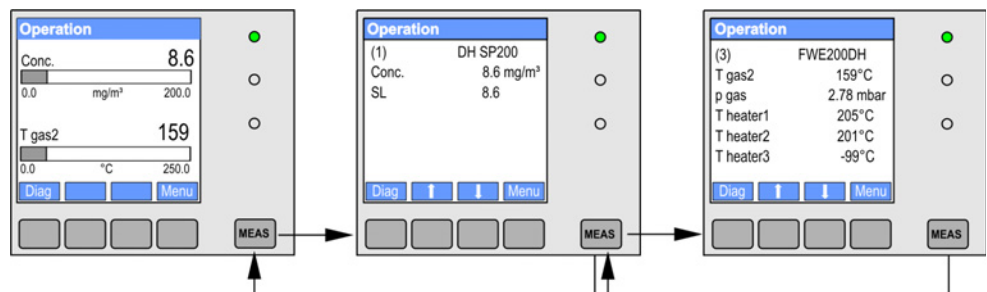 Operation
Conc. 8.6
0.0 mg/m³ 200.0
T gas2 159
0.0 °C 250.0
Diag Menu
MEAS
Operation
(1) DH SP200
Conc. 8.6 mg/m³
SL 8.6
Diag ⬆ ⬇ Menu
MEAS
Operation
(3) FWE200DH
T gas2 159°C
p gas 2.78 mbar
T heater1 205°C
T heater2 201°C
T heater3 -99°C
Diag ⬆ ⬇ Menu
MEAS